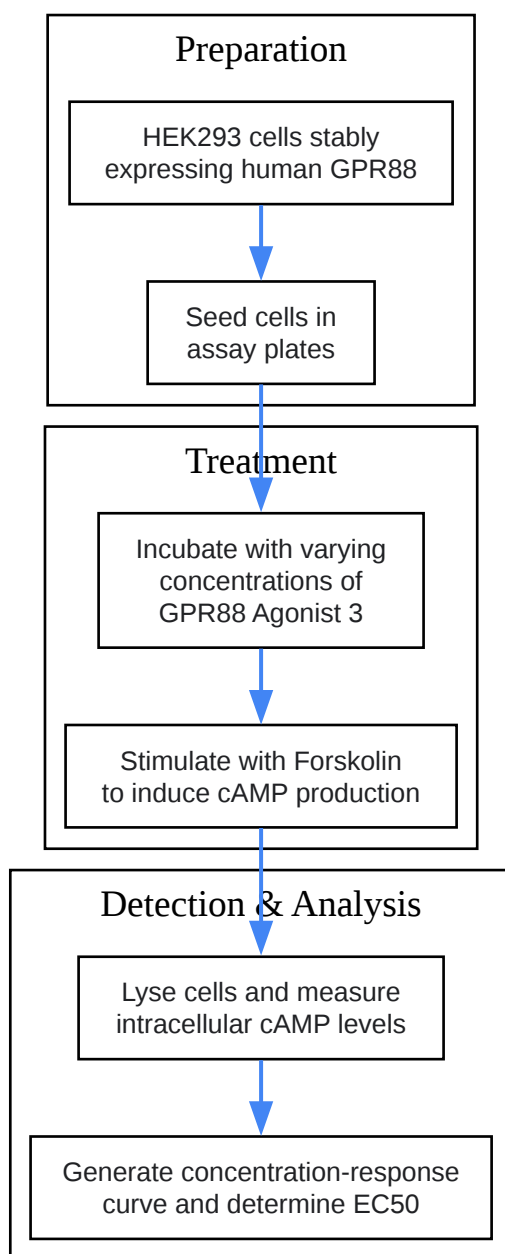 Preparation
HEK293 cells stably
expressing human GPR88
Seed cells in
assay plates
Treatment
Incubate with varying
concentrations of
GPR88 Agonist 3
Stimulate with Forskolin
to induce cAMP production
Detection & Analysis
Lyse cells and measure
intracellular cAMP levels
Generate concentration-response
curve and determine EC50